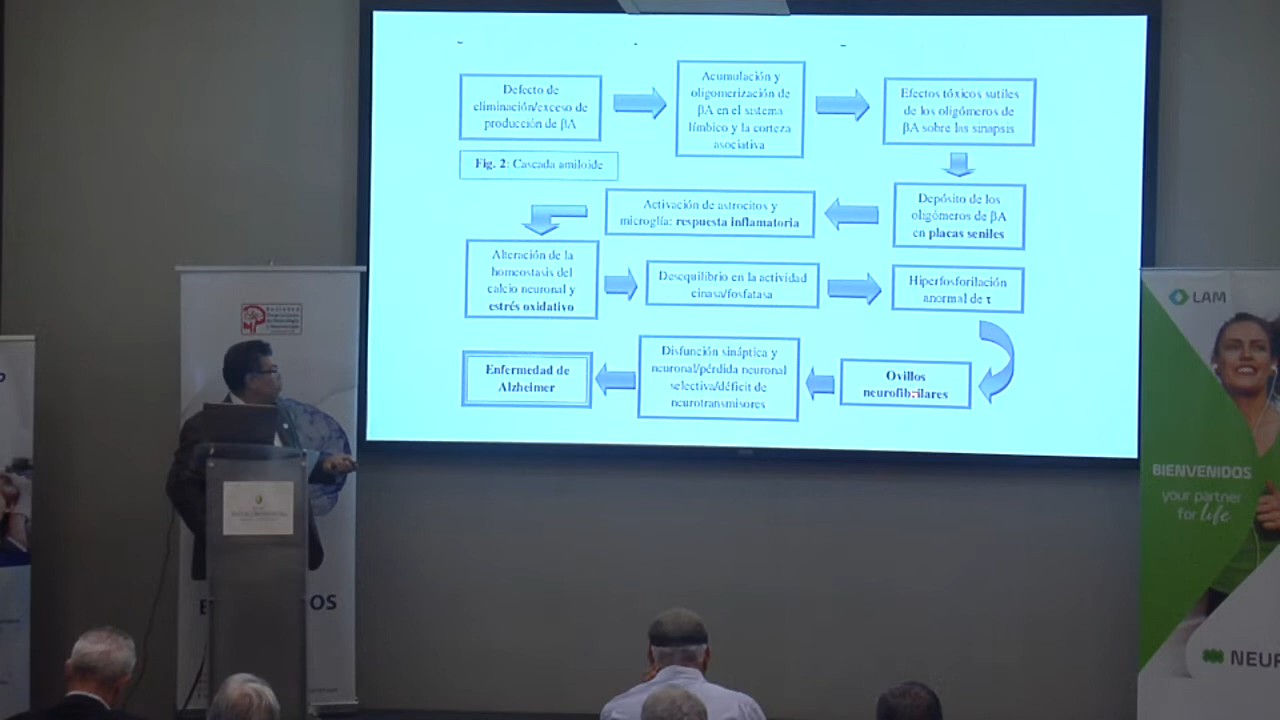 Defecto de
eliminación/exceso de
producción de βA
Acumulación y
oligomerización de
βA en el sistema
límbico y la corteza
asociativa
Efectos tóxicos sutiles
de los oligómeros de
βA sobre las sinapsis
Fig. 2: Cascada amiloide
Depósito de los
oligómeros de βA
en placas seniles
Activación de astrocitos y
microglía: respuesta inflamatoria
Alteración de la
homeostasis del
calcio neuronal y
estrés oxidativo
Desequilibrio en la actividad
cinasa/fosfatasa
Hiperfosforilación
anormal de τ
Ovillos
neurofibrilares
Disfunción sináptica y
neuronal/pérdida neuronal
selectiva/déficit de
neurotransmisores
Enfermedad de
Alzheimer
LAM
BIENVENIDOS
your partner
for life
NEUR
OS